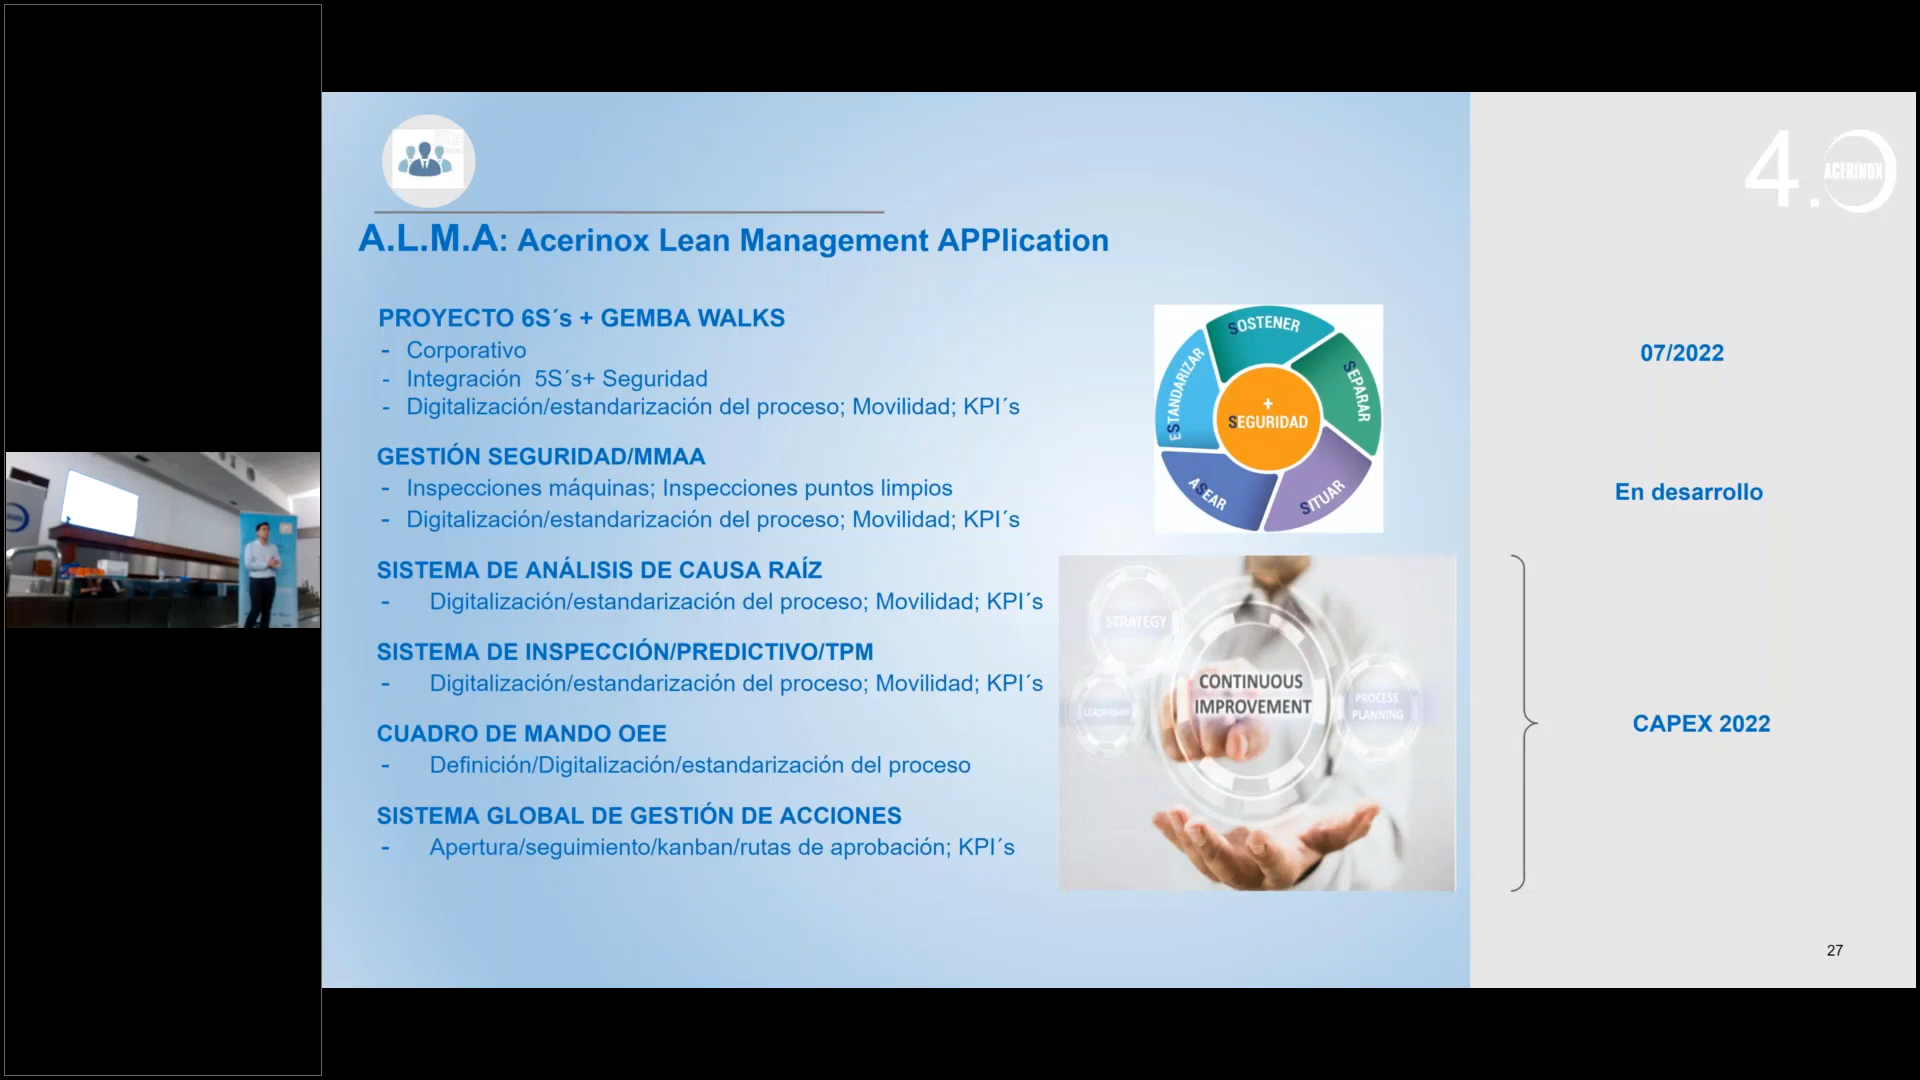 4.0
ACERINOX
A.L.M.A: Acerinox Lean Management APPlication
PROYECTO 6S´s + GEMBA WALKS
- Corporativo
- Integración 5S´s+ Seguridad
- Digitalización/estandarización del proceso; Movilidad; KPI´s
07/2022
GESTIÓN SEGURIDAD/MMAA
- Inspecciones máquinas; Inspecciones puntos limpios
- Digitalización/estandarización del proceso; Movilidad; KPI´s
En desarrollo
SISTEMA DE ANÁLISIS DE CAUSA RAÍZ
- Digitalización/estandarización del proceso; Movilidad; KPI´s
SISTEMA DE INSPECCIÓN/PREDICTIVO/TPM
- Digitalización/estandarización del proceso; Movilidad; KPI´s
CUADRO DE MANDO OEE
- Definición/Digitalización/estandarización del proceso
SISTEMA GLOBAL DE GESTIÓN DE ACCIONES
- Apertura/seguimiento/kanban/rutas de aprobación; KPI´s
CAPEX 2022
SOSTENER
SEPARAR
SITUAR
ASEAR
ESTANDARIZAR
+
SEGURIDAD
STRATEGY
LEADERSHIP
CONTINUOUS
IMPROVEMENT
PROCESS
PLANNING
27